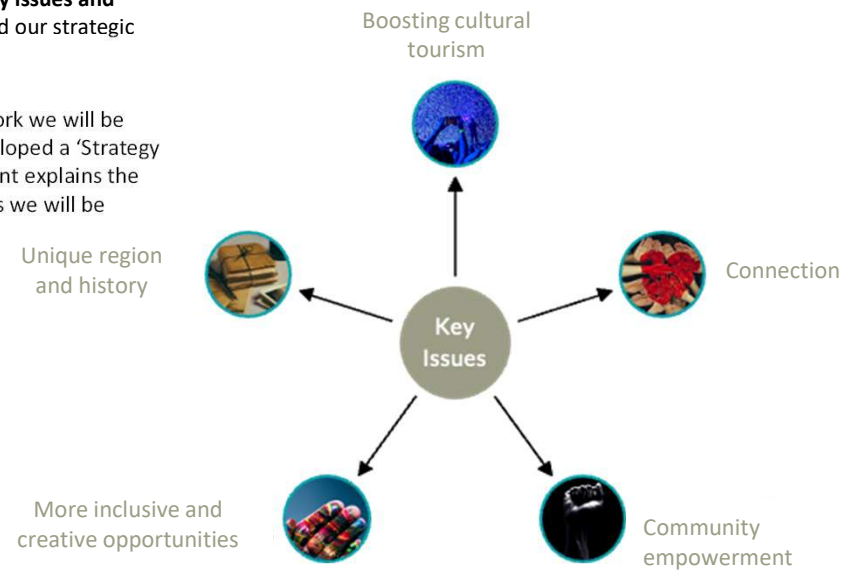 y issues and
d our strategic
ork we will be
loped a ‘Strategy
nt explains the
s we will be
Boosting cultural
tourism
Unique region
and history
Connection
Key
Issues
More inclusive and
creative opportunities
Community
empowerment